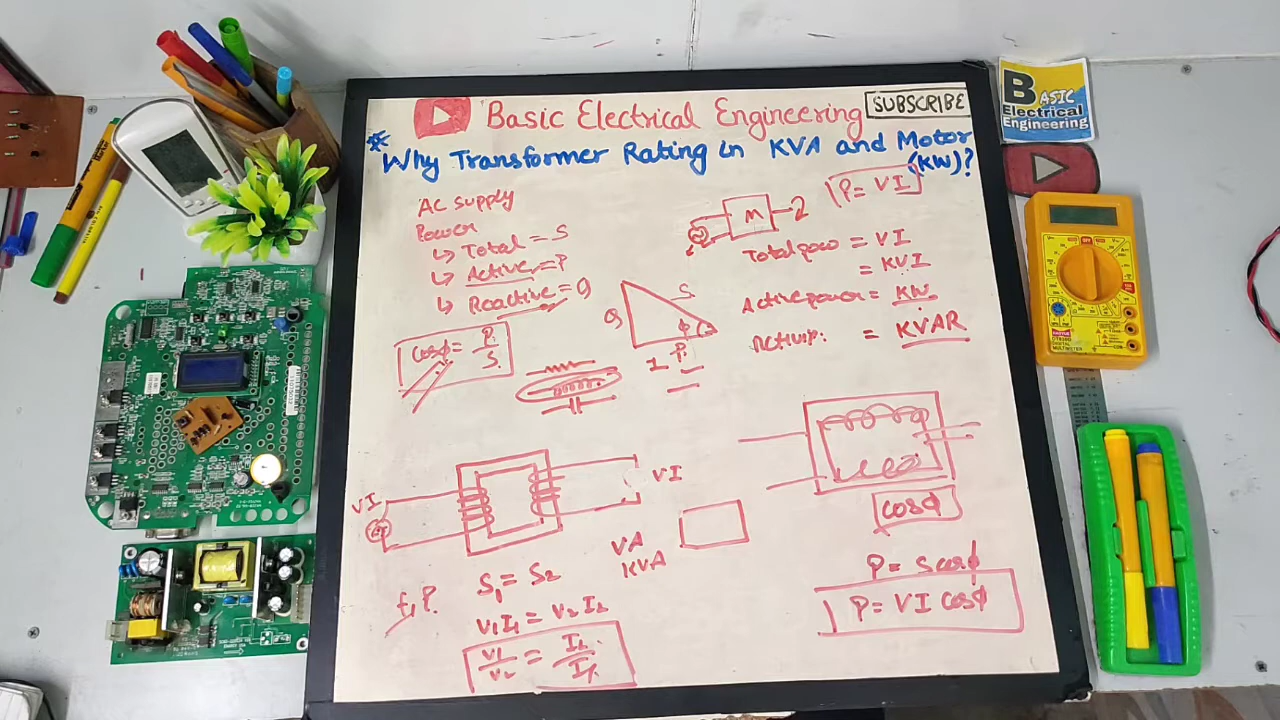 Basic Electrical Engineering
SUBSCRIBE
Why Transformer Rating in KVA and Motor
(KW)?
AC supply
Power
↳ Total = S
↳ Active = P
↳ Reactive = Q
cosϕ = P/S
M
P = VI
Total = VI
= KVI
Active power = KW
= KVAR
S
Q
ϕ
P
VI
VI
S₁ = S₂
V₁I₁ = V₂I₂
V₁/V₂ = I₂/I₁
VA
KVA
cosϕ
P = S cosϕ
P = VI cosϕ
BASIC
Electrical
Engineering